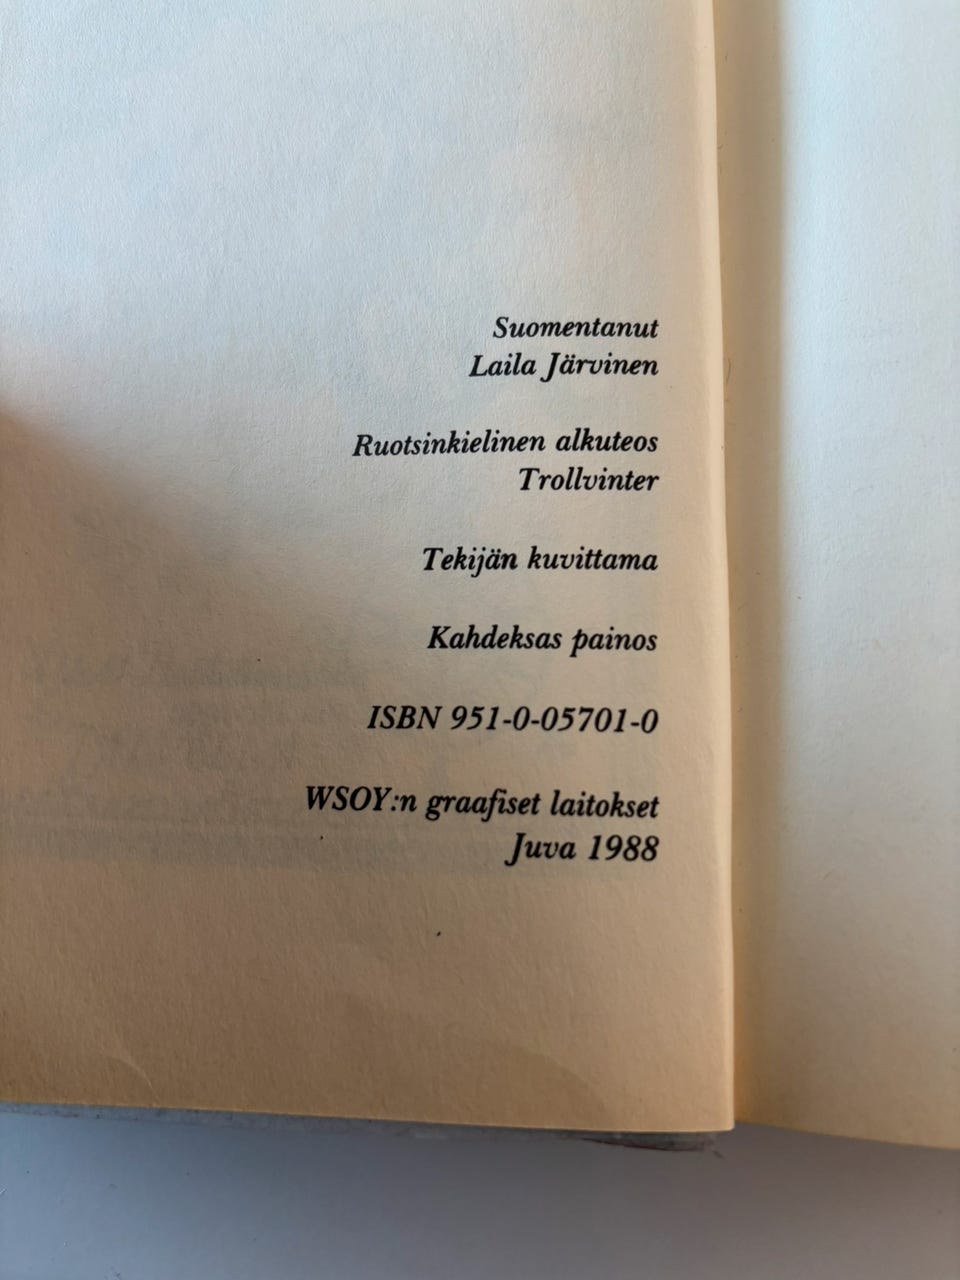 Suomentanut
Laila Järvinen
Ruotsinkielinen alkuteos
Trollvinter
Tekijän kuvittama
Kahdeksas painos
ISBN 951-0-05701-0
WSOY:n graafiset laitokset
Juva 1988